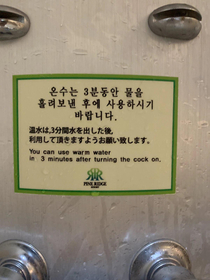 온수는 3분동안 물을
흘려보낸 후에 사용하시기
바랍니다.
温水は,3分間水を出した後,
利用して頂きますようお願い致します。
You can use warm water
in 3 minutes after turning the cock on.
PINE RIDGE